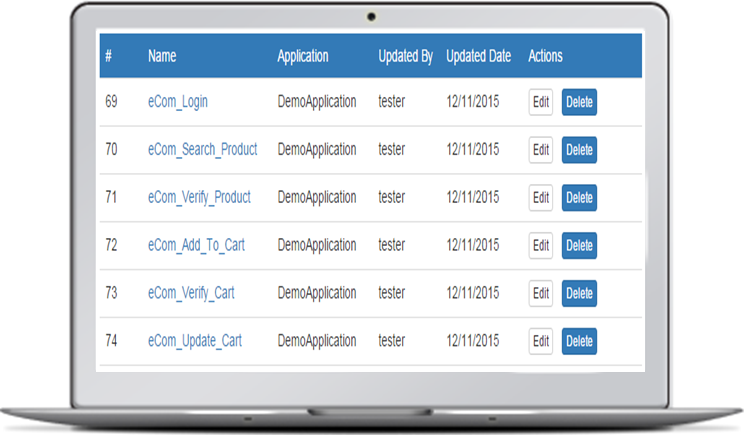 # Name Application Updated By Updated Date Actions
69 eCom_Login DemoApplication tester 12/11/2015 Edit Delete
70 eCom_Search_Product DemoApplication tester 12/11/2015 Edit Delete
71 eCom_Verify_Product DemoApplication tester 12/11/2015 Edit Delete
72 eCom_Add_To_Cart DemoApplication tester 12/11/2015 Edit Delete
73 eCom_Verify_Cart DemoApplication tester 12/11/2015 Edit Delete
74 eCom_Update_Cart DemoApplication tester 12/11/2015 Edit Delete